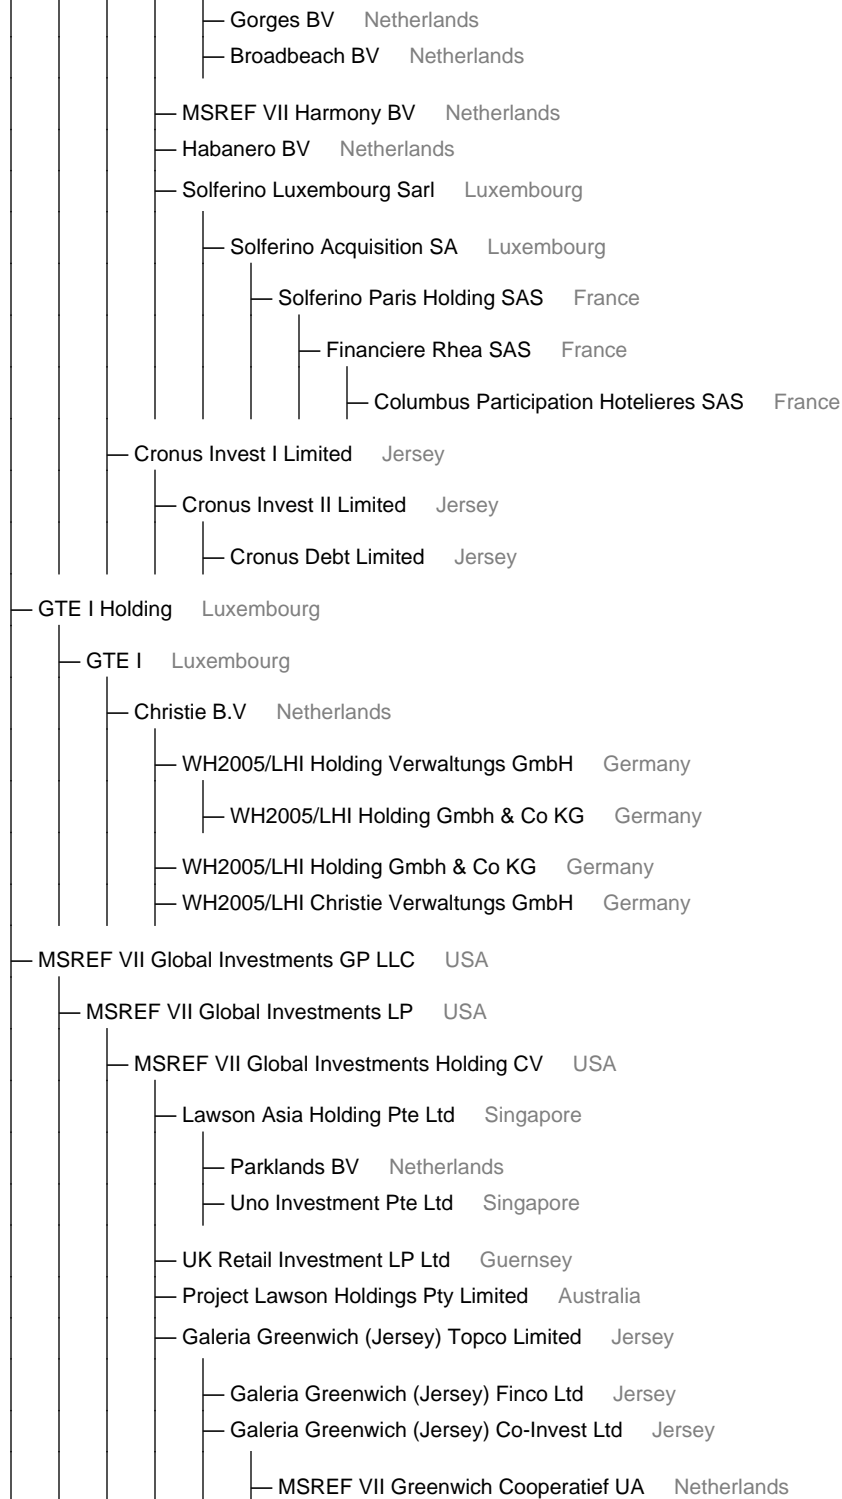 Gorges BV Netherlands
Broadbeach BV Netherlands
MSREF VII Harmony BV Netherlands
Habanero BV Netherlands
Solferino Luxembourg Sarl Luxembourg
Solferino Acquisition SA Luxembourg
Solferino Paris Holding SAS France
Financiere Rhea SAS France
Columbus Participation Hotelieres SAS France
Cronus Invest I Limited Jersey
Cronus Invest II Limited Jersey
Cronus Debt Limited Jersey
GTE I Holding Luxembourg
GTE I Luxembourg
Christie B.V Netherlands
WH2005/LHI Holding Verwaltungs GmbH Germany
WH2005/LHI Holding Gmbh & Co KG Germany
WH2005/LHI Holding Gmbh & Co KG Germany
WH2005/LHI Christie Verwaltungs GmbH Germany
MSREF VII Global Investments GP LLC USA
MSREF VII Global Investments LP USA
MSREF VII Global Investments Holding CV USA
Lawson Asia Holding Pte Ltd Singapore
Parklands BV Netherlands
Uno Investment Pte Ltd Singapore
UK Retail Investment LP Ltd Guernsey
Project Lawson Holdings Pty Limited Australia
Galeria Greenwich (Jersey) Topco Limited Jersey
Galeria Greenwich (Jersey) Finco Ltd Jersey
Galeria Greenwich (Jersey) Co-Invest Ltd Jersey
MSREF VII Greenwich Cooperatief UA Netherlands